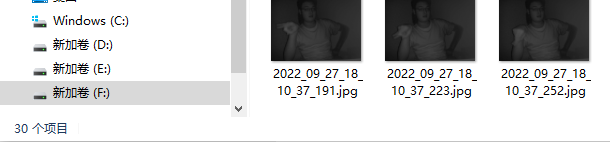 Windows (C:)
新加卷 (D:)
新加卷 (E:)
新加卷 (F:)
2022_09_27_18_
10_37_191.jpg
2022_09_27_18_
10_37_223.jpg
2022_09_27_18_
10_37_252.jpg
30 个项目